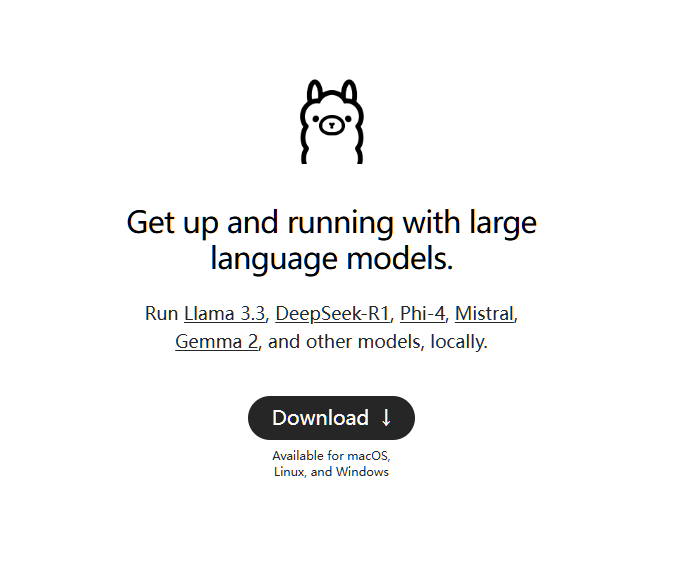 Get up and running with large
language models.
Run Llama 3.3, DeepSeek-R1, Phi-4, Mistral,
Gemma 2, and other models, locally.
Download ↓
Available for macOS,
Linux, and Windows